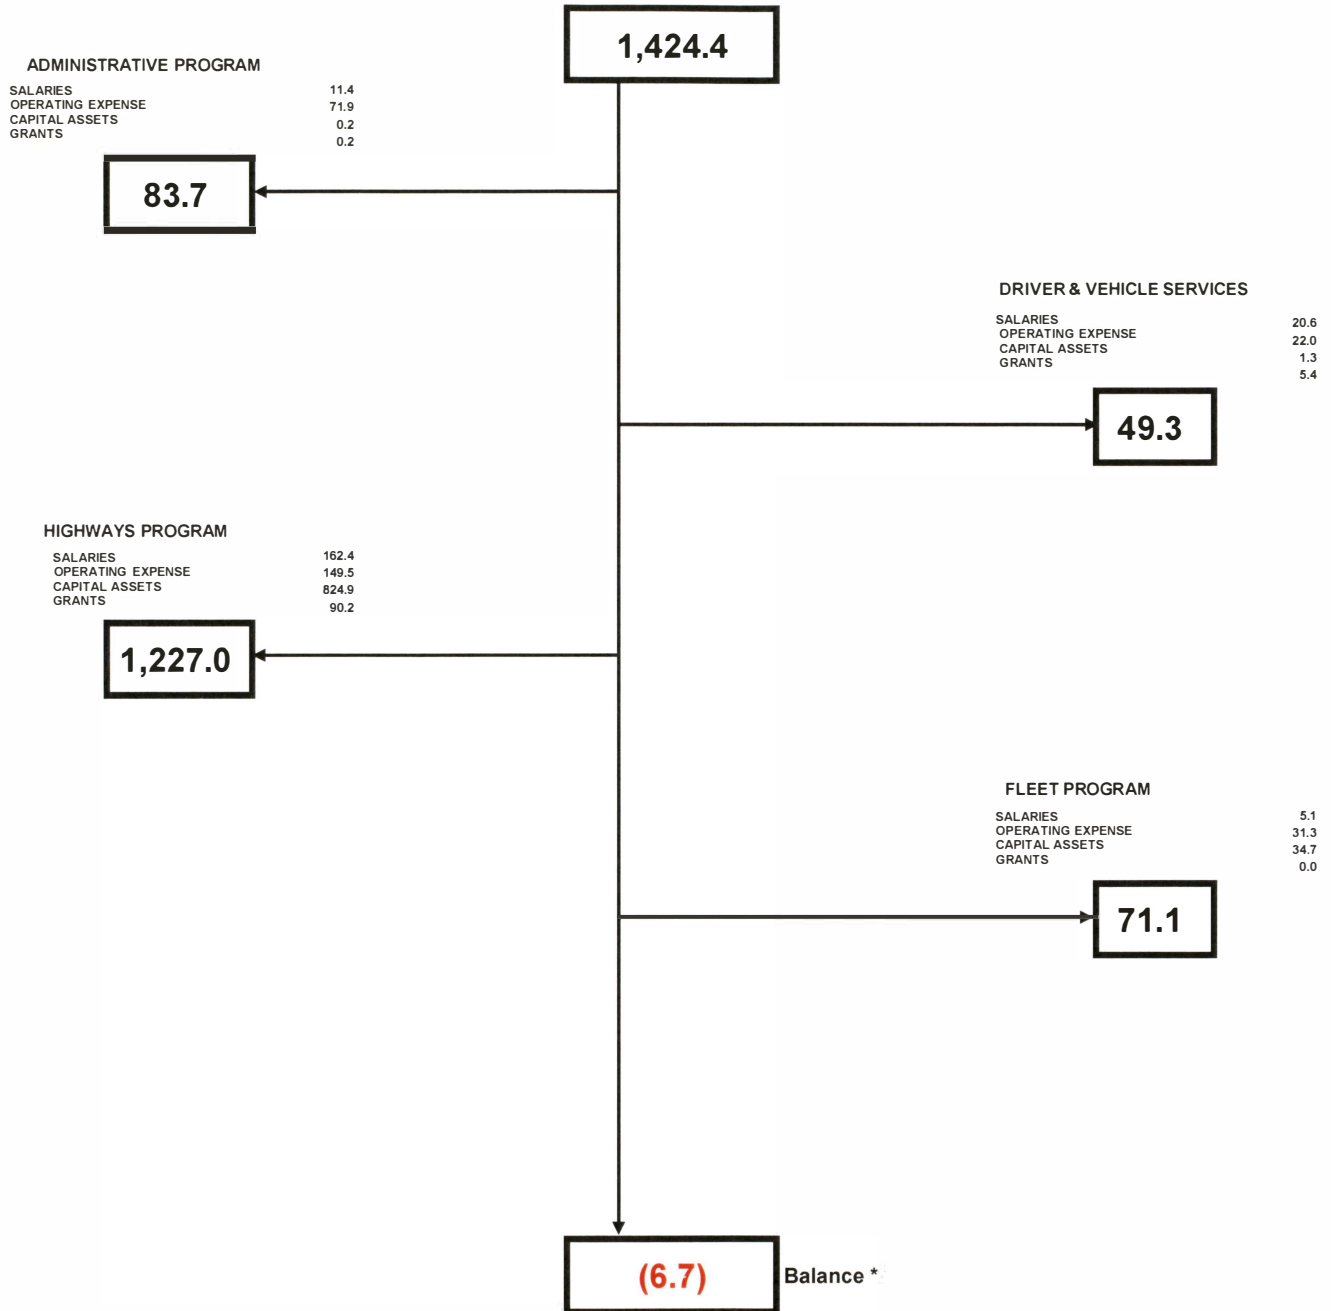 1,424.4
ADMINISTRATIVE PROGRAM
SALARIES 11.4
OPERATING EXPENSE 71.9
CAPITAL ASSETS 0.2
GRANTS 0.2
83.7
DRIVER & VEHICLE SERVICES
SALARIES 20.6
OPERATING EXPENSE 22.0
CAPITAL ASSETS 1.3
GRANTS 5.4
49.3
HIGHWAYS PROGRAM
SALARIES 162.4
OPERATING EXPENSE 149.5
CAPITAL ASSETS 824.9
GRANTS 90.2
1,227.0
FLEET PROGRAM
SALARIES 5.1
OPERATING EXPENSE 31.3
CAPITAL ASSETS 34.7
GRANTS 0.0
71.1
(6.7) Balance *